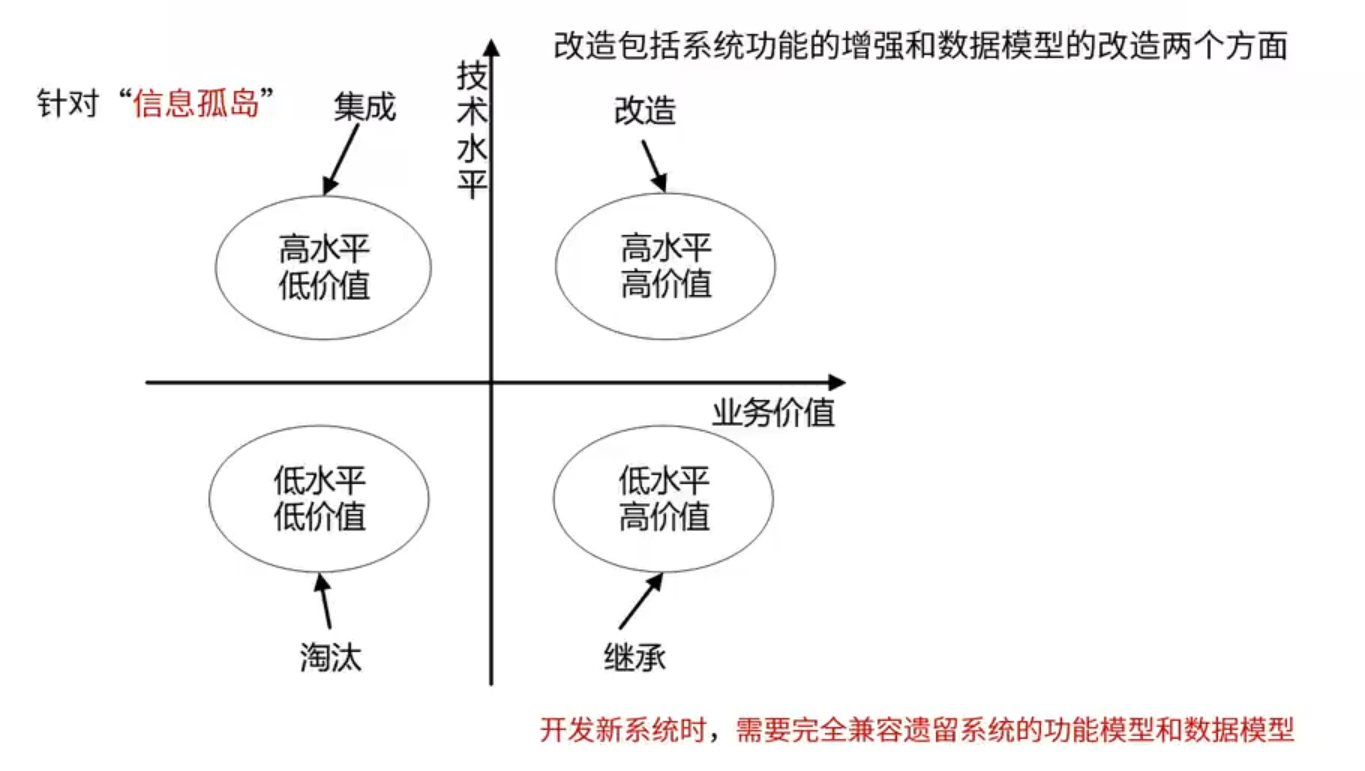 改造包括系统功能的增强和数据模型的改造两个方面
针对“信息孤岛”
集成
技术水平
改造
高水平
低价值
高水平
高价值
业务价值
低水平
低价值
低水平
高价值
淘汰
继承
开发新系统时，需要完全兼容遗留系统的功能模型和数据模型